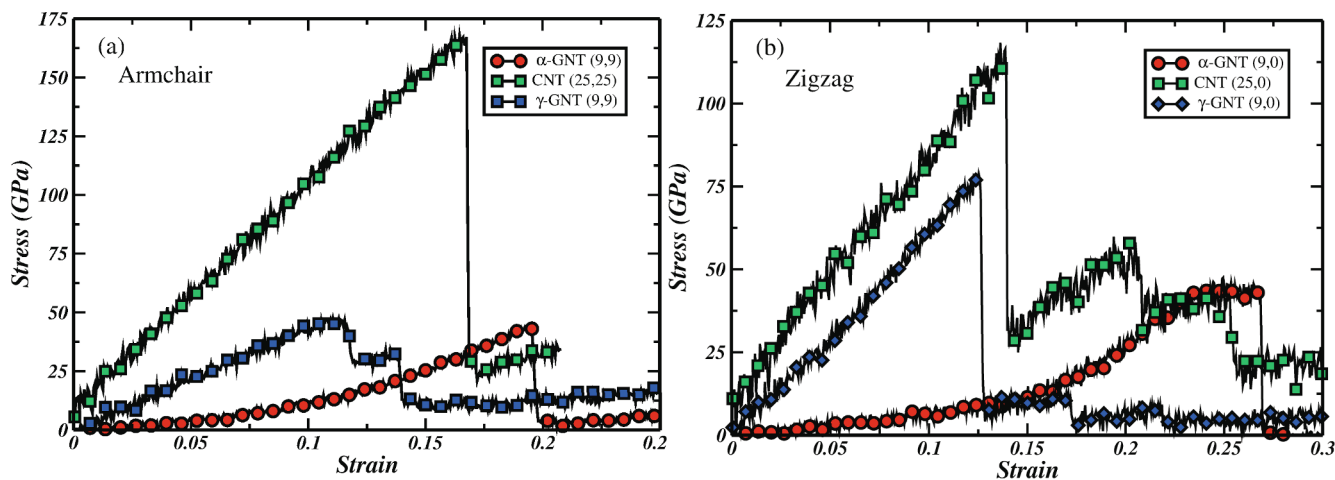 (a)
Armchair
α-GNT (9,9)
CNT (25,25)
γ-GNT (9,9)
175
150
125
100
75
50
25
0
Stress (GPa)
0 0.05 0.1 0.15 0.2 0.2
Strain
(b)
Zigzag
α-GNT (9,0)
CNT (25,0)
γ-GNT (9,0)
125
100
75
50
25
0
Stress (GPa)
0 0.05 0.1 0.15 0.2 0.25 0.3
Strain